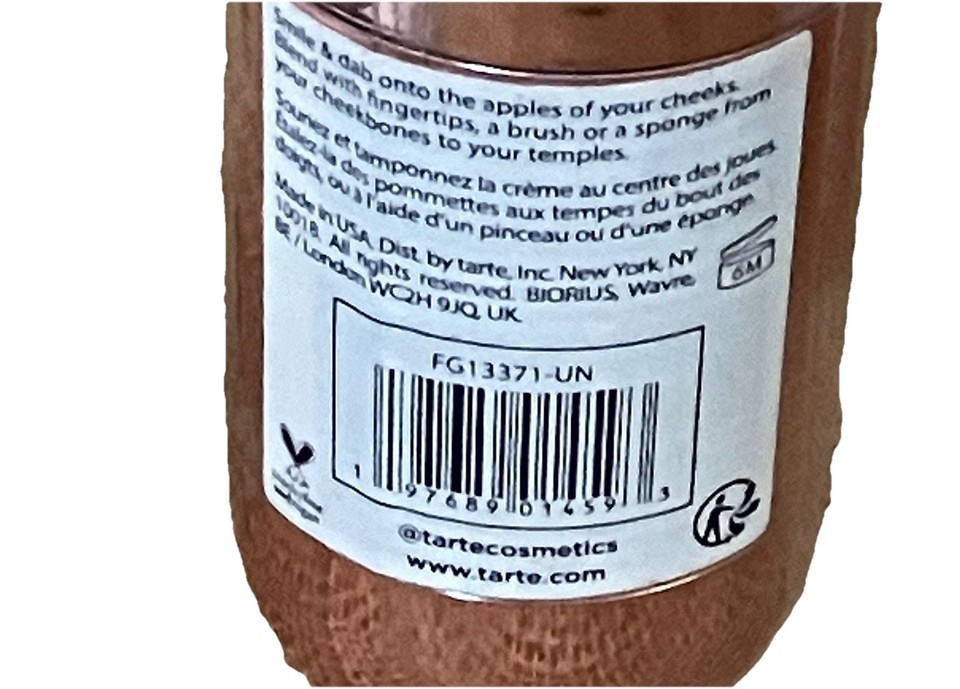 Smile & dab onto the apples of your cheeks.
Blend with fingertips, a brush or a sponge from
your cheekbones to your temples.
Souriez et tamponnez la crème au centre des joues.
Étalez-la des pommettes aux tempes du bout des
doigts, ou à l'aide d'un pinceau ou d'une éponge.
Made in USA. Dist. by tarte, Inc. New York, NY
10018. All rights reserved. BIORIUS, Wavre,
BE / London WC2H 9JQ, UK.
6M
FG13371-UN
1 97689 01459 3
@tartecosmetics
www.tarte.com